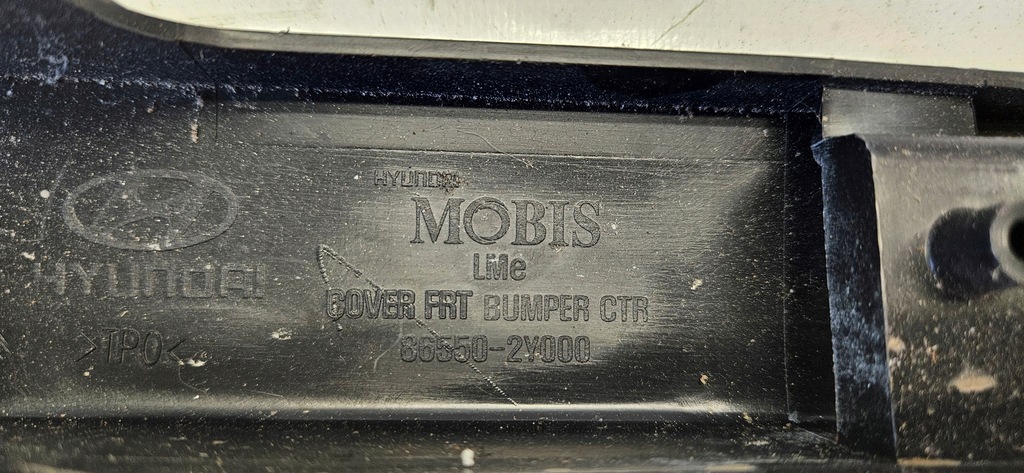 HYUNDAI
>TPO<
HYUNDAI
MOBIS
LMe
COVER FRT BUMPER CTR
86550-2Y000